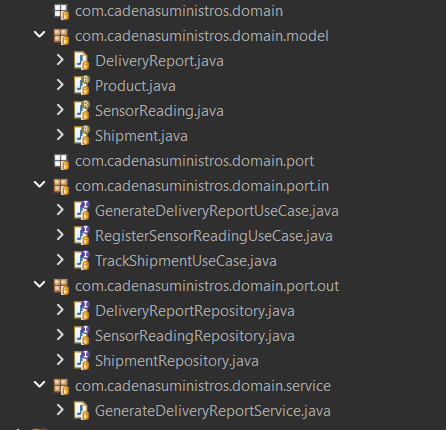 com.cadenasuministros.domain
com.cadenasuministros.domain.model
DeliveryReport.java
Product.java
SensorReading.java
Shipment.java
com.cadenasuministros.domain.port
com.cadenasuministros.domain.port.in
GenerateDeliveryReportUseCase.java
RegisterSensorReadingUseCase.java
TrackShipmentUseCase.java
com.cadenasuministros.domain.port.out
DeliveryReportRepository.java
SensorReadingRepository.java
ShipmentRepository.java
com.cadenasuministros.domain.service
GenerateDeliveryReportService.java